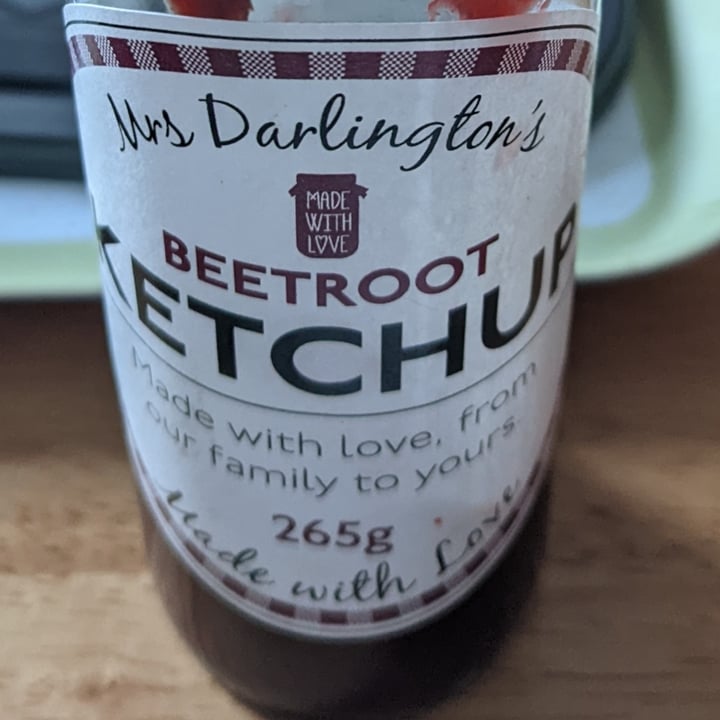 Mrs Darlington's
MADE
WITH
LOVE
BEETROOT
KETCHUP
Made with love, from
our family to yours.
265g
Made with Love